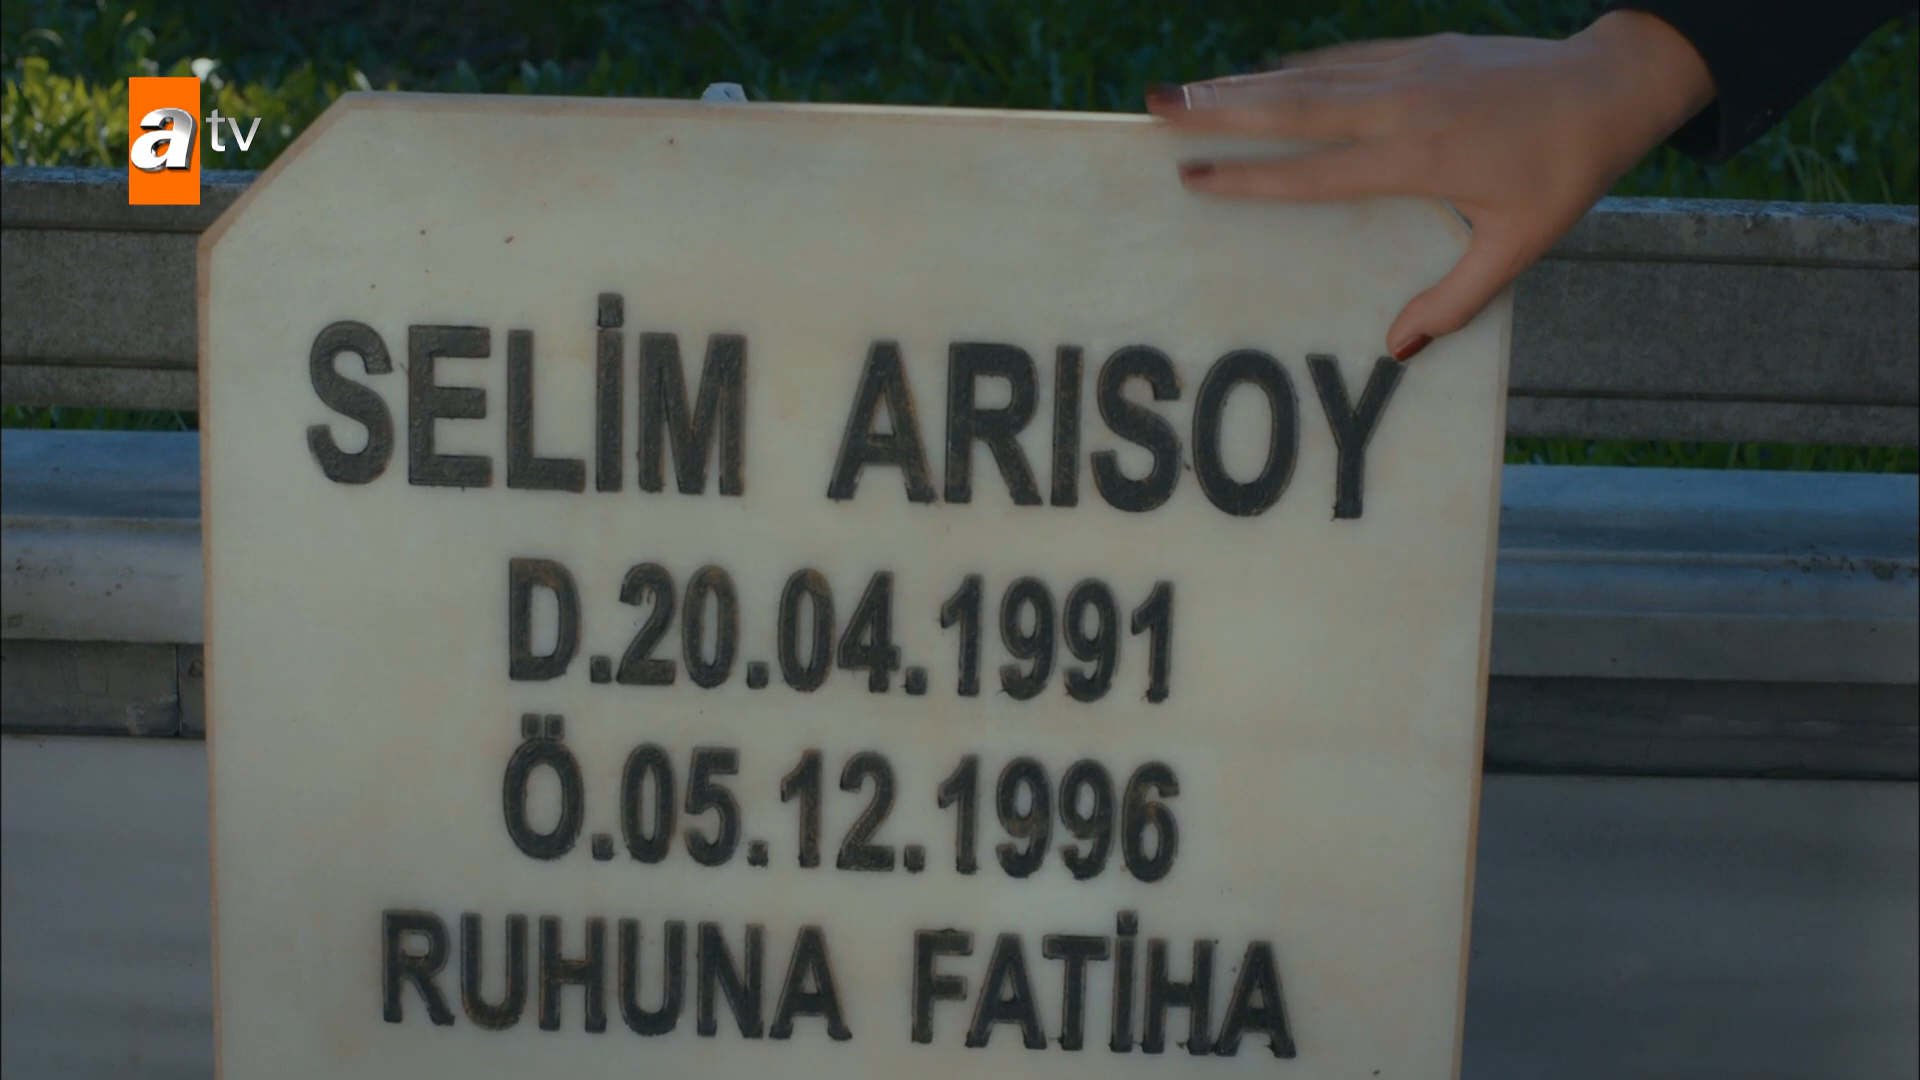 atv
SELİM ARISOY
D.20.04.1991
Ö.05.12.1996
RUHUNA FATİHA